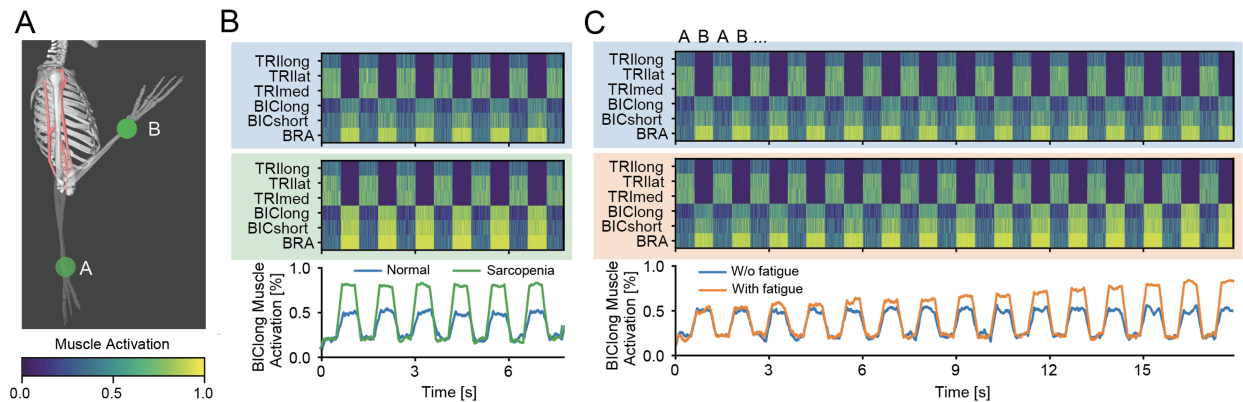 A
B
A
Muscle Activation
0.0 0.5 1.0
B
TRIlong
TRIlat
TRImed
BIClong
BICshort
BRA
TRIlong
TRIlat
TRImed
BIClong
BICshort
BRA
BIClong Muscle
Activation [%]
1.0
0.5
0.0
Normal Sarcopenia
0 3 6
Time [s]
C
A B A B ...
TRIlong
TRIlat
TRImed
BIClong
BICshort
BRA
TRIlong
TRIlat
TRImed
BIClong
BICshort
BRA
BIClong Muscle
Activation [%]
1.0
0.5
0.0
W/o fatigue
With fatigue
0 3 6 9 12 15
Time [s]